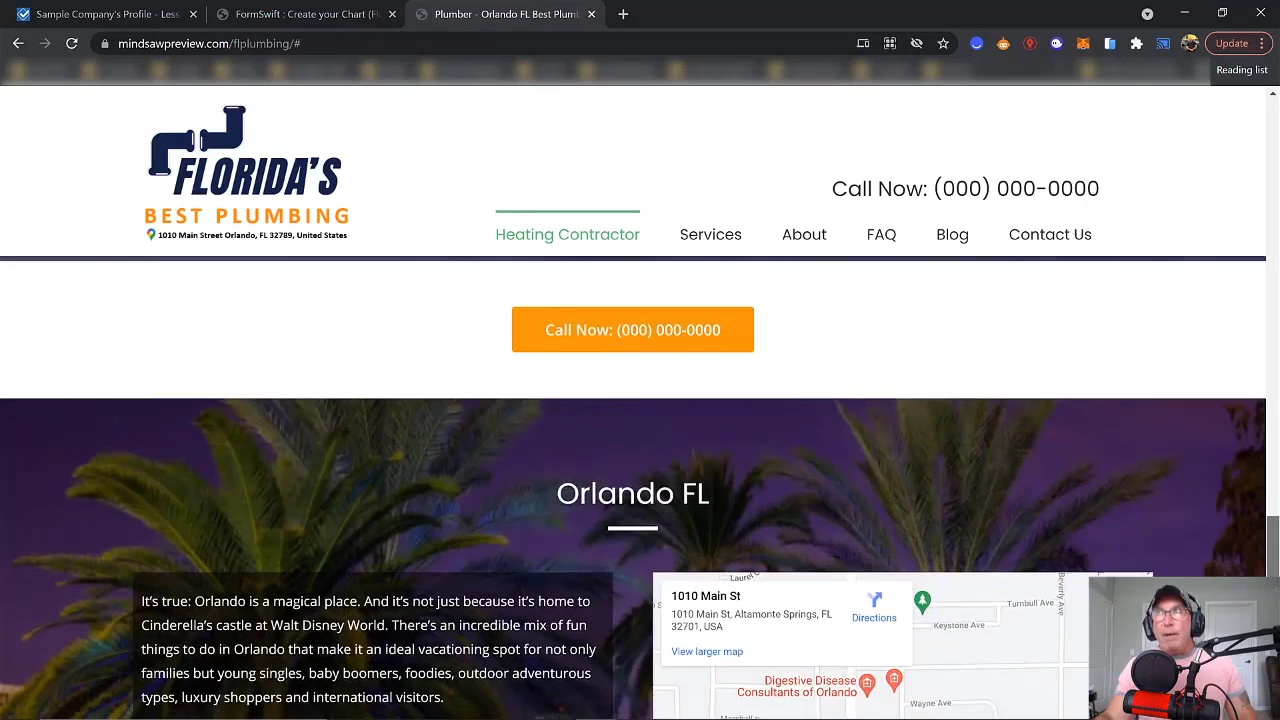 Sample Company's Profile - Less
FormSwift : Create your Chart (Fl
Plumber - Orlando FL Best Plumb
mindsawpreview.com/flplumbing/#
Update
Reading list
FLORIDA'S
BEST PLUMBING
1010 Main Street Orlando, FL 32789, United States
Call Now: (000) 000-0000
Heating Contractor
Services
About
FAQ
Blog
Contact Us
Call Now: (000) 000-0000
Orlando FL
It's true: Orlando is a magical place. And it's not just because it's home to
Cinderella's castle at Walt Disney World. There's an incredible mix of fun
things to do in Orlando that make it an ideal vacationing spot for not only
families but young singles, baby boomers, foodies, outdoor adventurous
types, luxury shoppers and international visitors.
1010 Main St
1010 Main St, Altamonte Springs, FL
32701, USA
Directions
View larger map
Turnbull Ave
Keystone Ave
Beverly Ave
Digestive Disease
Consultants of Orlando
Wayne Ave